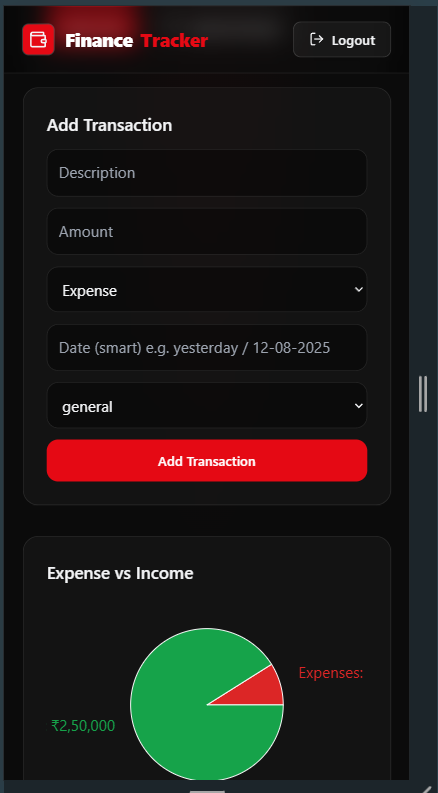 Finance Tracker
Logout
Add Transaction
Description
Amount
Expense
Date (smart) e.g. yesterday / 12-08-2025
general
Add Transaction
Expense vs Income
Expenses:
₹2,50,000